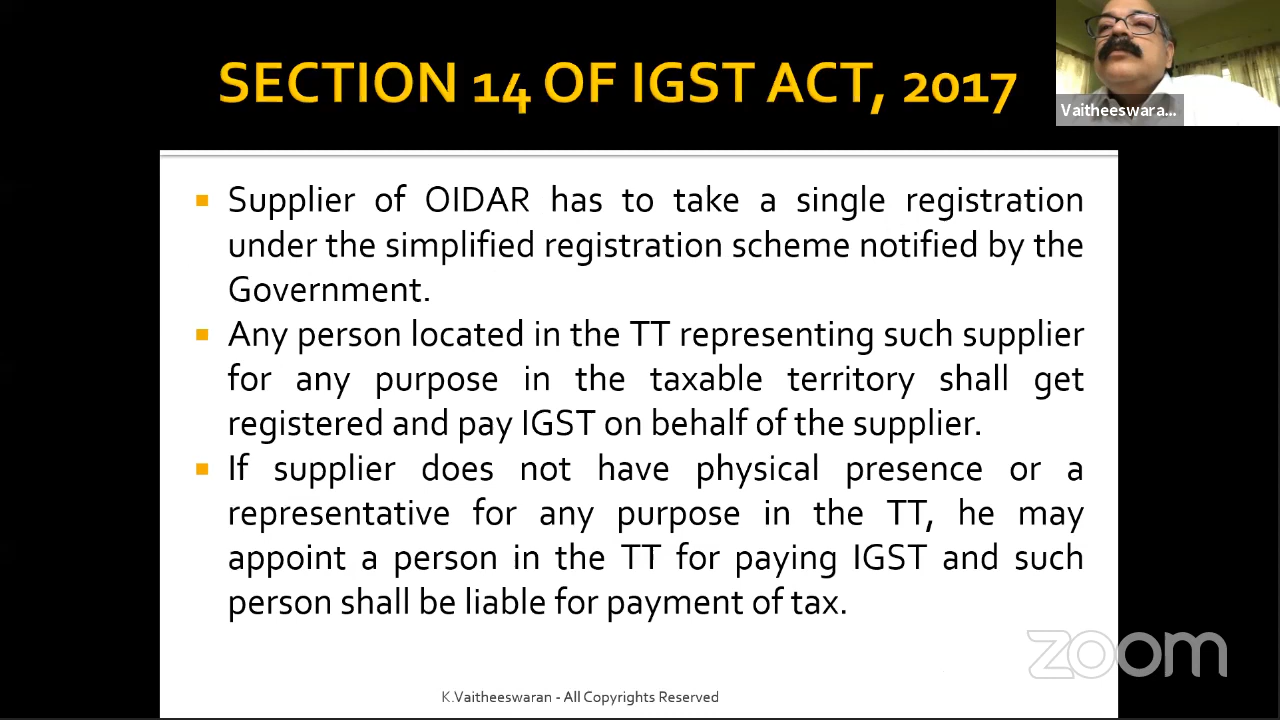 SECTION 14 OF IGST ACT, 2017
Vaitheeswara...
Supplier of OIDAR has to take a single registration
under the simplified registration scheme notified by the
Government.
Any person located in the TT representing such supplier
for any purpose in the taxable territory shall get
registered and pay IGST on behalf of the supplier.
If supplier does not have physical presence or a
representative for any purpose in the TT, he may
appoint a person in the TT for paying IGST and such
person shall be liable for payment of tax.
zoom
K.Vaitheeswaran - All Copyrights Reserved